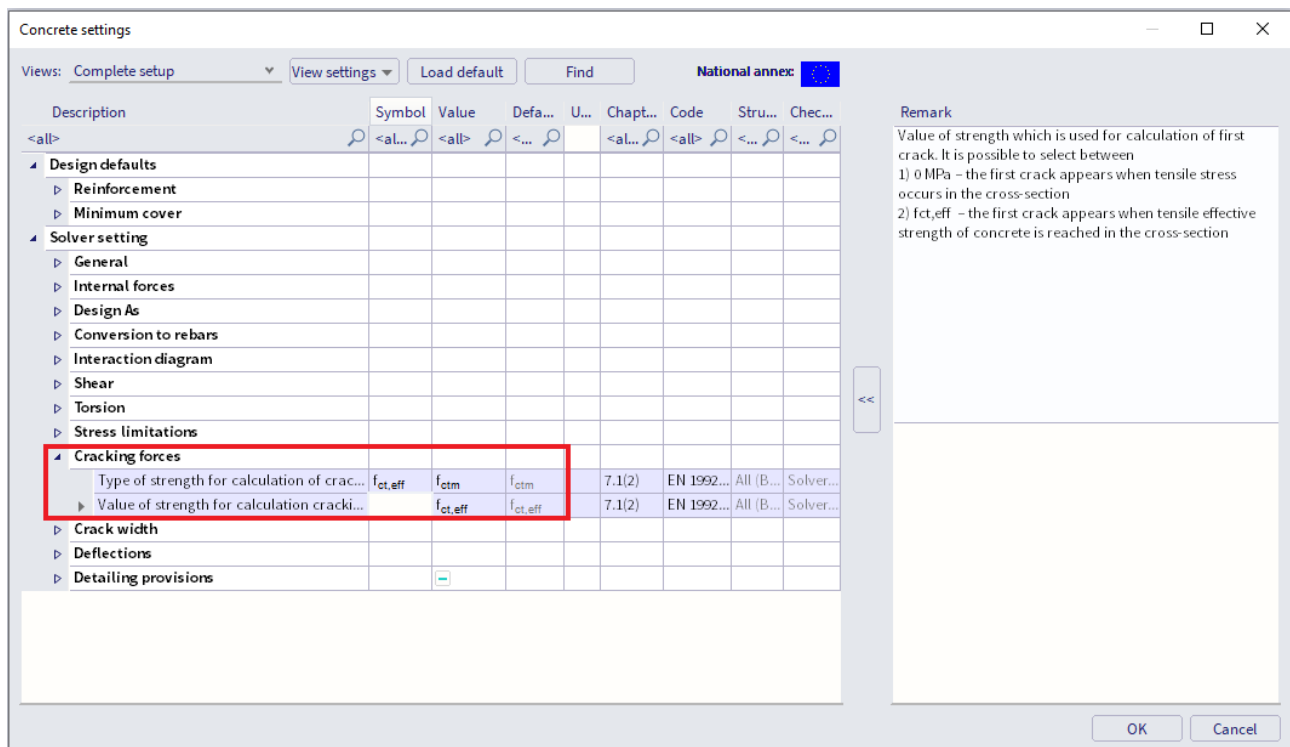 Concrete settings
Views: Complete setup View settings Load default Find National annex:
Description Symbol Value Defa... U... Chapt... Code Stru... Chec... Remark
<all> <al... <all> <... <al... <all> <... <...
Design defaults
Reinforcement
Minimum cover
Solver setting
General
Internal forces
Design As
Conversion to rebars
Interaction diagram
Shear
Torsion
Stress limitations
Cracking forces
Type of strength for calculation of crac... fct,eff fctm fctm 7.1(2) EN 1992... All (B... Solver...
Value of strength for calculation cracki... fct,eff fct,eff 7.1(2) EN 1992... All (B... Solver...
Crack width
Deflections
Detailing provisions
<<
Value of strength which is used for calculation of first
crack. It is possible to select between
1) 0 MPa – the first crack appears when tensile stress
occurs in the cross-section
2) fct,eff – the first crack appears when tensile effective
strength of concrete is reached in the cross-section
OK Cancel